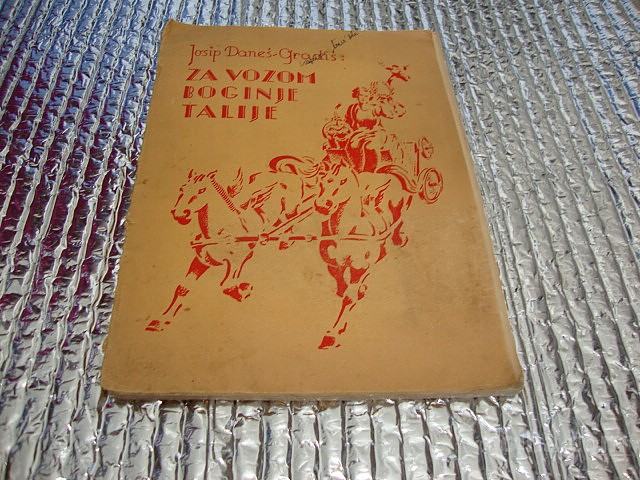 Josip Daneš-Gradiš:
ZA VOZOM
BOGINJE
TALIJE